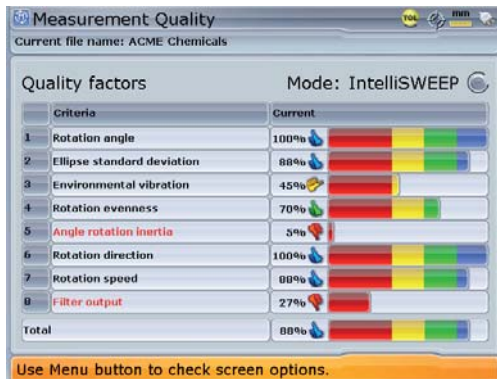 Measurement Quality
TOL mm
Current file name: ACME Chemicals
Quality factors Mode: IntelliSWEEP
Criteria Current
1 Rotation angle 100%
2 Ellipse standard deviation 88%
3 Environmental vibration 45%
4 Rotation evenness 70%
5 Angle rotation inertia 5%
6 Rotation direction 100%
7 Rotation speed 88%
8 Filter output 27%
Total 88%
Use Menu button to check screen options.